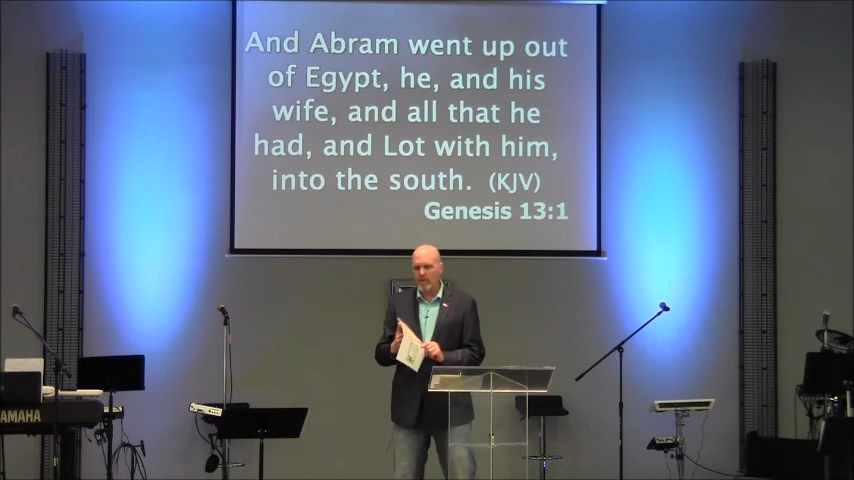 And Abram went up out
of Egypt, he, and his
wife, and all that he
had, and Lot with him,
into the south. (KJV)
Genesis 13:1
YAMAHA